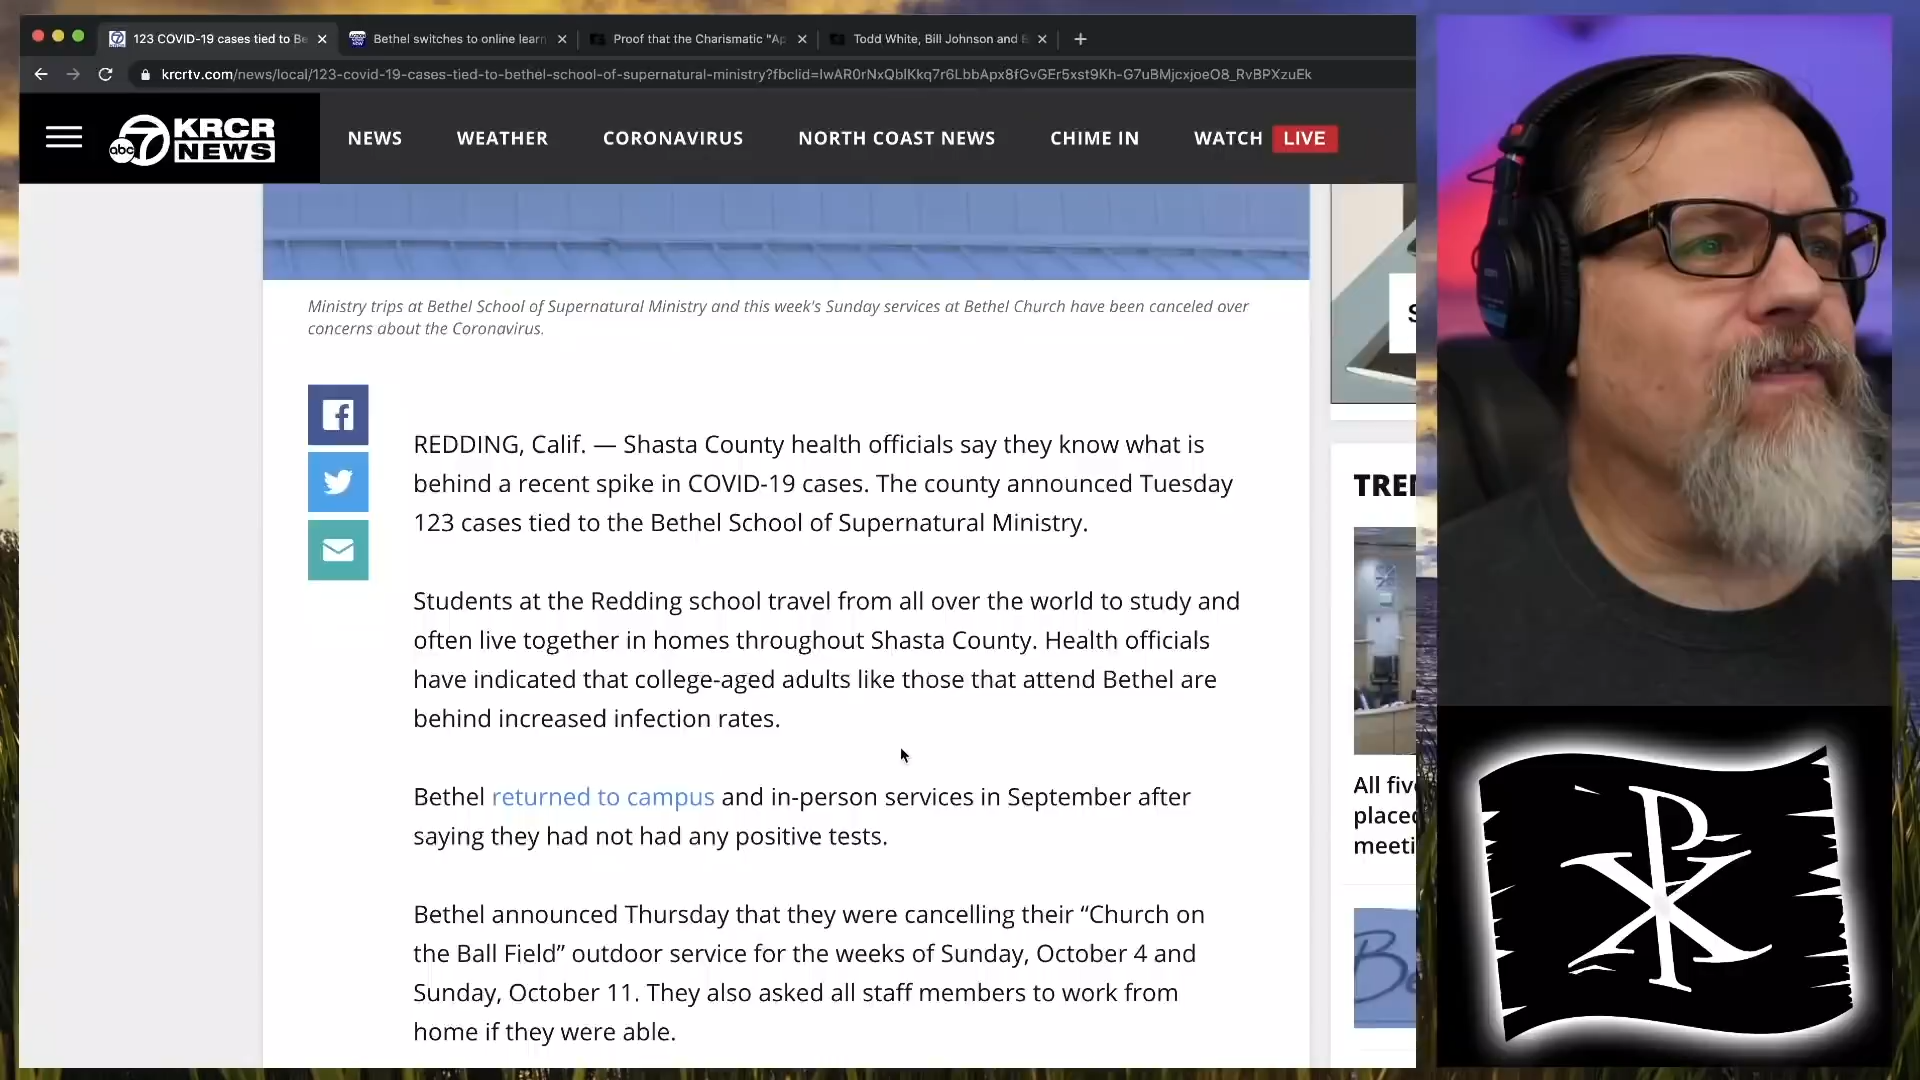 123 COVID-19 cases tied to Be
Bethel switches to online learn
Proof that the Charismatic "Ap
Todd White, Bill Johnson and B
krcrtv.com/news/local/123-covid-19-cases-tied-to-bethel-school-of-supernatural-ministry?fbclid=
abc 7 KRCR NEWS
NEWS WEATHER CORONAVIRUS NORTH COAST NEWS CHIME IN WATCH LIVE
Ministry trips at Bethel School of Supernatural Ministry and this week's Sunday services at Bethel Church have been canceled over
concerns about the Coronavirus.
REDDING, Calif. — Shasta County health officials say they know what is
behind a recent spike in COVID-19 cases. The county announced Tuesday
123 cases tied to the Bethel School of Supernatural Ministry.
Students at the Redding school travel from all over the world to study and
often live together in homes throughout Shasta County. Health officials
have indicated that college-aged adults like those that attend Bethel are
behind increased infection rates.
Bethel returned to campus and in-person services in September after
saying they had not had any positive tests.
Bethel announced Thursday that they were cancelling their “Church on
the Ball Field” outdoor service for the weeks of Sunday, October 4 and
Sunday, October 11. They also asked all staff members to work from
home if they were able.
S
TRE
All fiv
place
meeti
Be